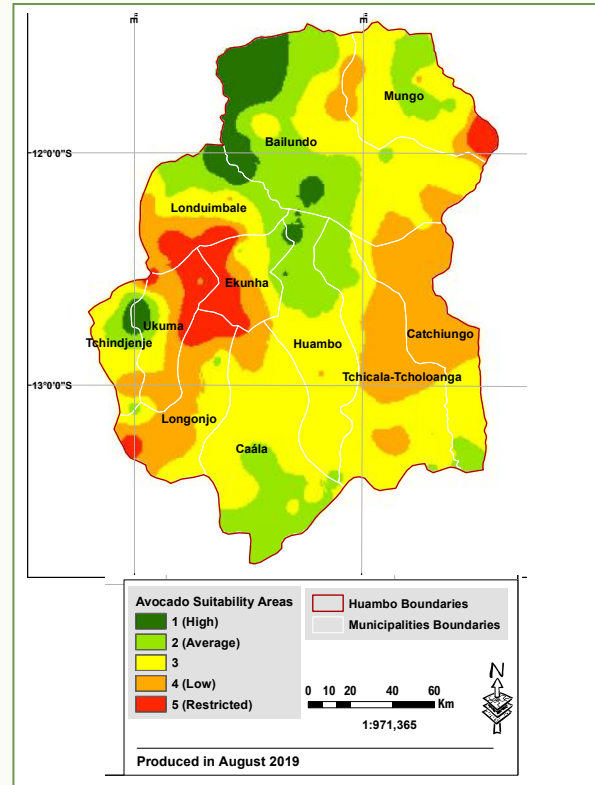 Mungo
Bailundo
12°0'0"S
Londuimbale
Ekunha
Ukuma
Tchindjenje
Huambo
Catchiungo
Tchicala-Tcholoanga
13°0'0"S
Longonjo
Caála
Avocado Suitability Areas
1 (High)
2 (Average)
3
4 (Low)
5 (Restricted)
Huambo Boundaries
Municipalities Boundaries
N
0 10 20 40 60
Km
1:971,365
Produced in August 2019